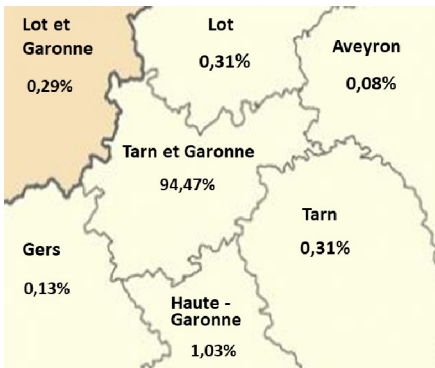 Lot et
Garonne
0,29%
Lot
0,31%
Aveyron
0,08%
Tarn et Garonne
94,47%
Tarn
0,31%
Gers
0,13%
Haute -
Garonne
1,03%